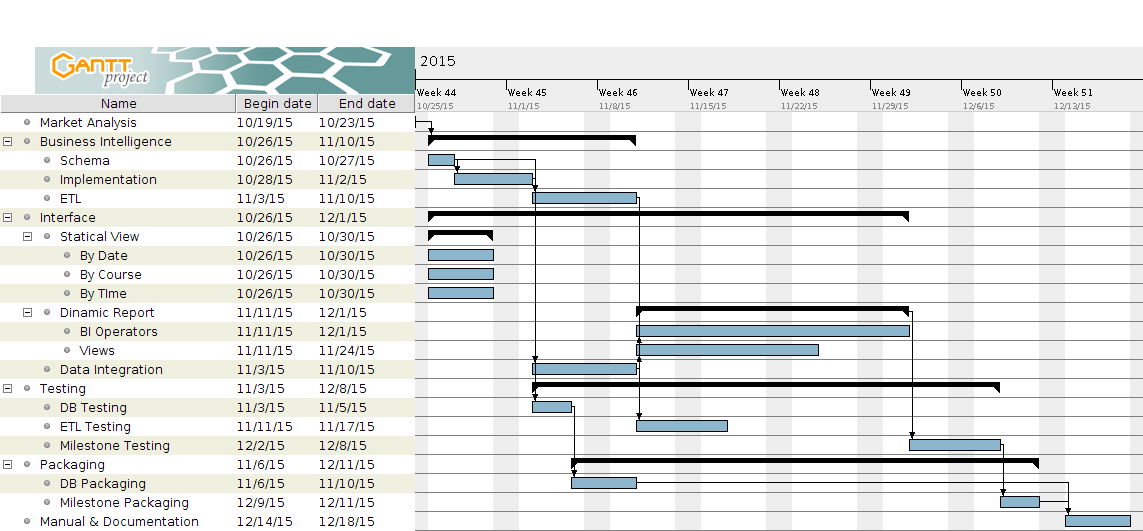 GANTT
project
2015
Week 44 Week 45 Week 46 Week 47 Week 48 Week 49 Week 50 Week 51
10/25/15 11/1/15 11/8/15 11/15/15 11/22/15 11/29/15 12/6/15 12/13/15
Name Begin date End date
Market Analysis 10/19/15 10/23/15
Business Intelligence 10/26/15 11/10/15
Schema 10/26/15 10/27/15
Implementation 10/28/15 11/2/15
ETL 11/3/15 11/10/15
Interface 10/26/15 12/1/15
Statical View 10/26/15 10/30/15
By Date 10/26/15 10/30/15
By Course 10/26/15 10/30/15
By TIme 10/26/15 10/30/15
Dinamic Report 11/11/15 12/1/15
BI Operators 11/11/15 12/1/15
Views 11/11/15 11/24/15
Data Integration 11/3/15 11/10/15
Testing 11/3/15 12/8/15
DB Testing 11/3/15 11/5/15
ETL Testing 11/11/15 11/17/15
Milestone Testing 12/2/15 12/8/15
Packaging 11/6/15 12/11/15
DB Packaging 11/6/15 11/10/15
Milestone Packaging 12/9/15 12/11/15
Manual & Documentation 12/14/15 12/18/15